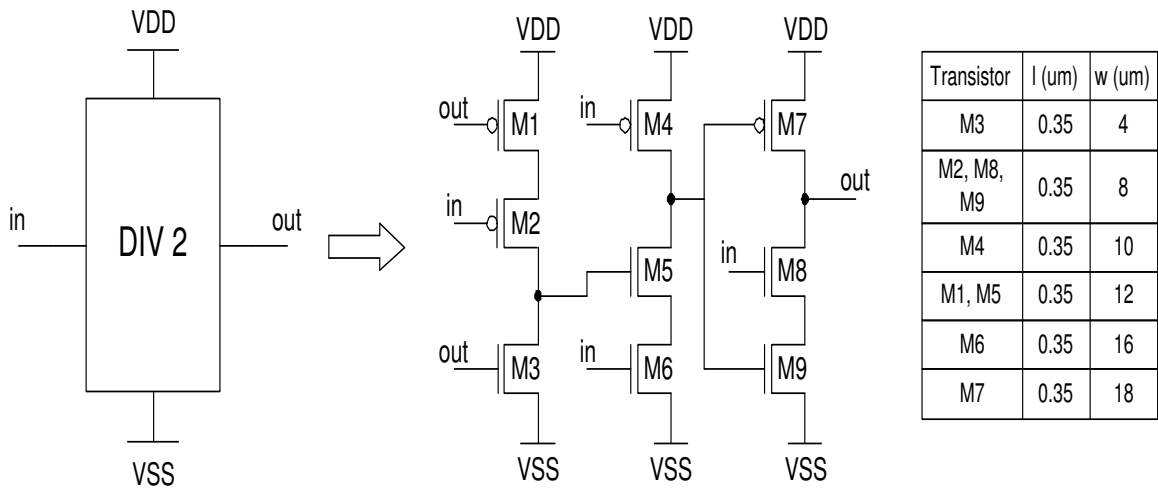 VDD
in
DIV 2
out
VSS
VDD
VDD
VDD
out
M1
in
M4
M7
in
M2
out
M5
in
M8
out
M3
in
M6
M9
VSS
VSS
VSS
Transistor l (um) w (um)
M3 0.35 4
M2, M8,
M9 0.35 8
M4 0.35 10
M1, M5 0.35 12
M6 0.35 16
M7 0.35 18